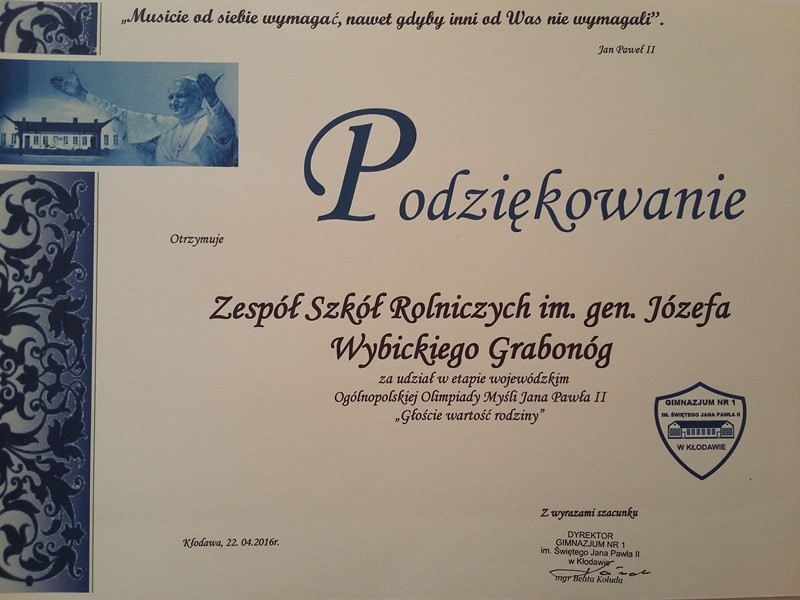 „Musicie od siebie wymagać, nawet gdyby inni od Was nie wymagali”.
Jan Paweł II
Podziękowanie
Otrzymuje
Zespół Szkół Rolniczych im. gen. Józefa
Wybickiego Grabonóg
za udział w etapie wojewódzkim
Ogólnopolskiej Olimpiady Myśli Jana Pawła II
„Głoście wartość rodziny”
GIMNAZJUM NR 1
IM. ŚWIĘTEGO JANA PAWŁA II
W KŁODAWIE
Z wyrazami szacunku
Kłodawa, 22. 04.2016r.
DYREKTOR
GIMNAZJUM NR 1
im. Świętego Jana Pawła II
w Kłodawie
mgr Beata Kołuda